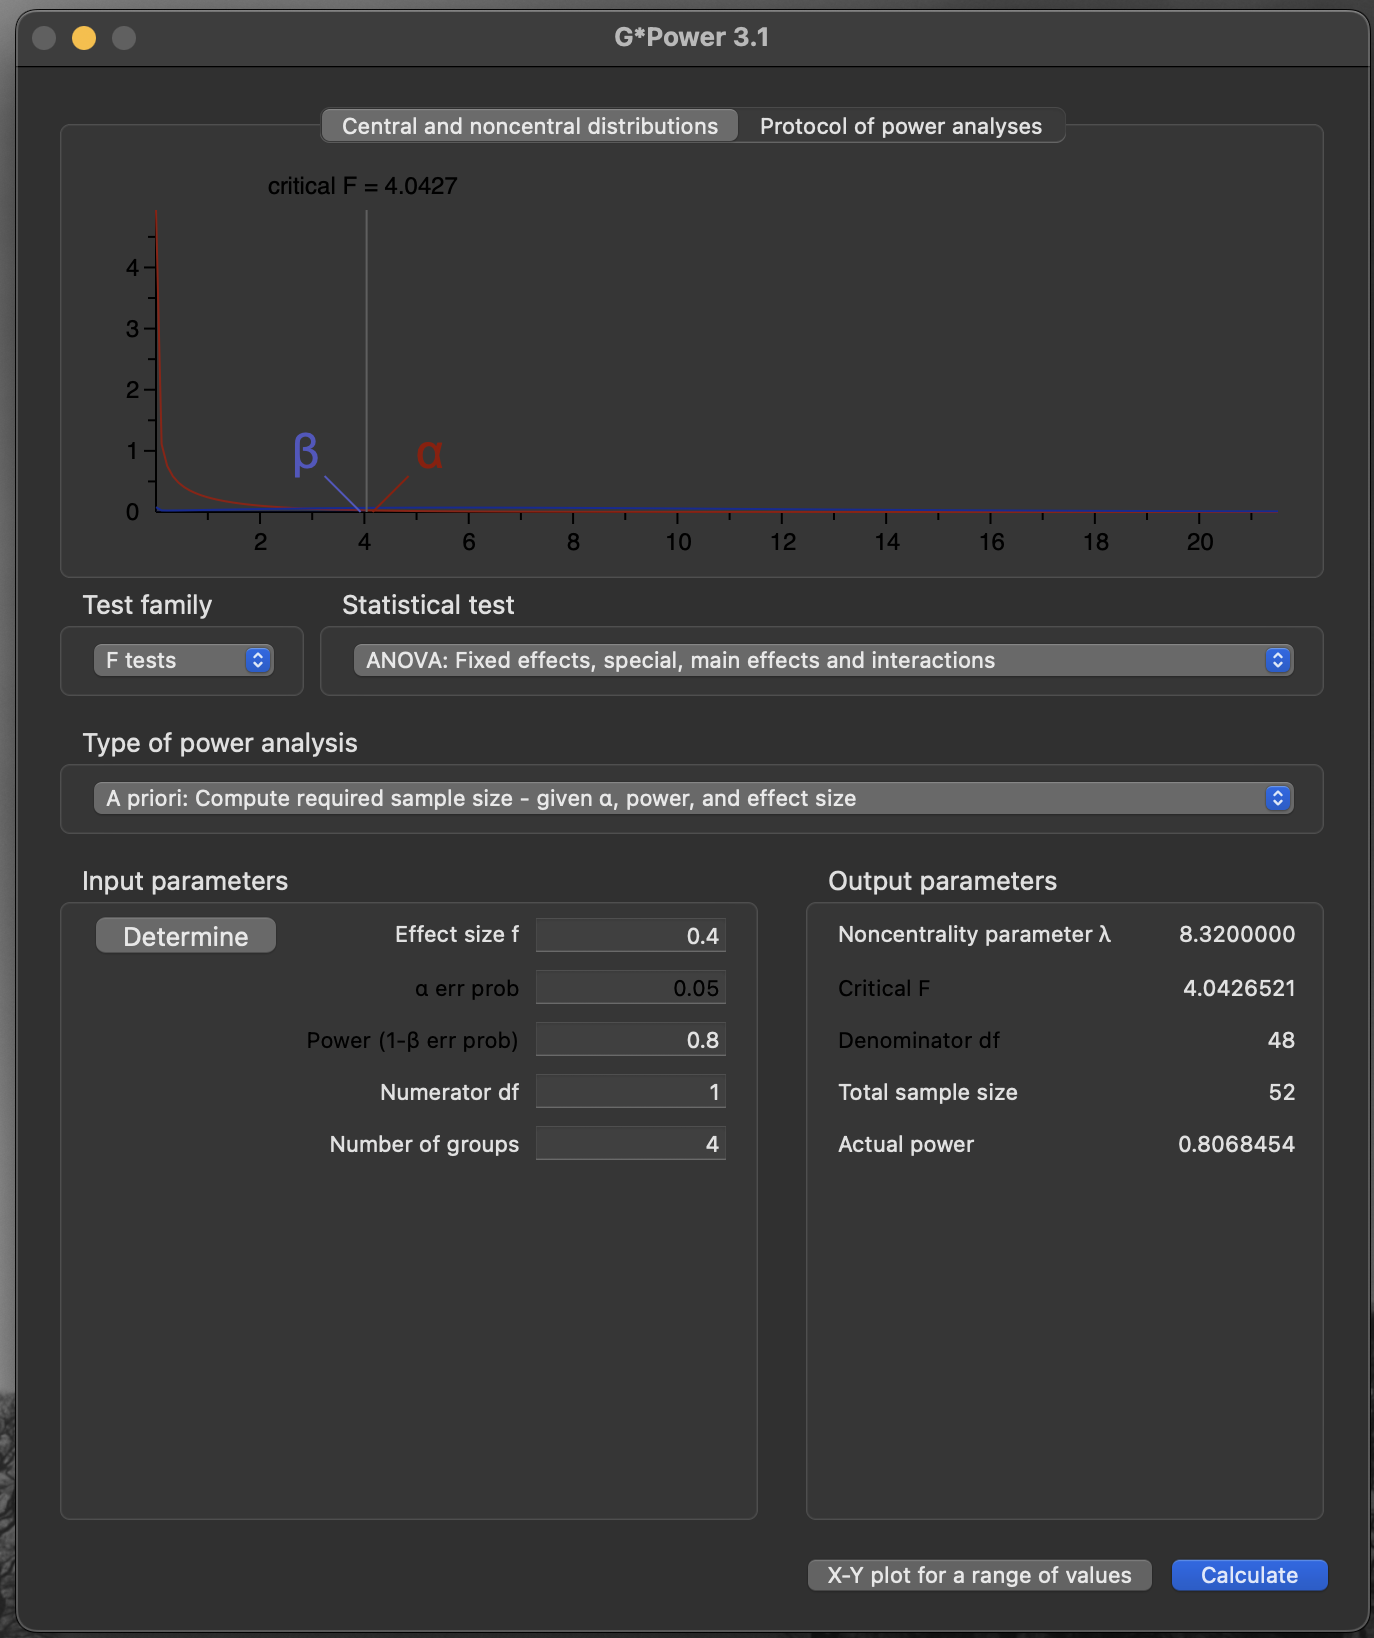 G*Power 3.1
Central and noncentral distributions
Protocol of power analyses
critical F = 4.0427
4
3
2
1
0
β
α
2 4 6 8 10 12 14 16 18 20
Test family
Statistical test
F tests
ANOVA: Fixed effects, special, main effects and interactions
Type of power analysis
A priori: Compute required sample size - given α, power, and effect size
Input parameters
Determine
Effect size f 0.4
α err prob 0.05
Power (1-β err prob) 0.8
Numerator df 1
Number of groups 4
Output parameters
Noncentrality parameter λ 8.3200000
Critical F 4.0426521
Denominator df 48
Total sample size 52
Actual power 0.8068454
X-Y plot for a range of values
Calculate